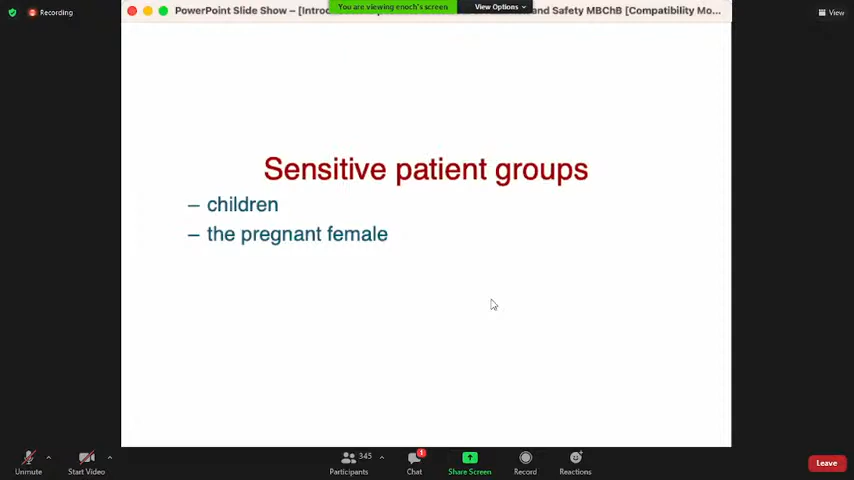 Recording
PowerPoint Slide Show – [Intro
You are viewing enoch's screen
View Options
and Safety MBChB [Compatibility Mo...
View
Sensitive patient groups
– children
– the pregnant female
Unmute
Start Video
345
Participants
1
Chat
Share Screen
Record
Reactions
Leave